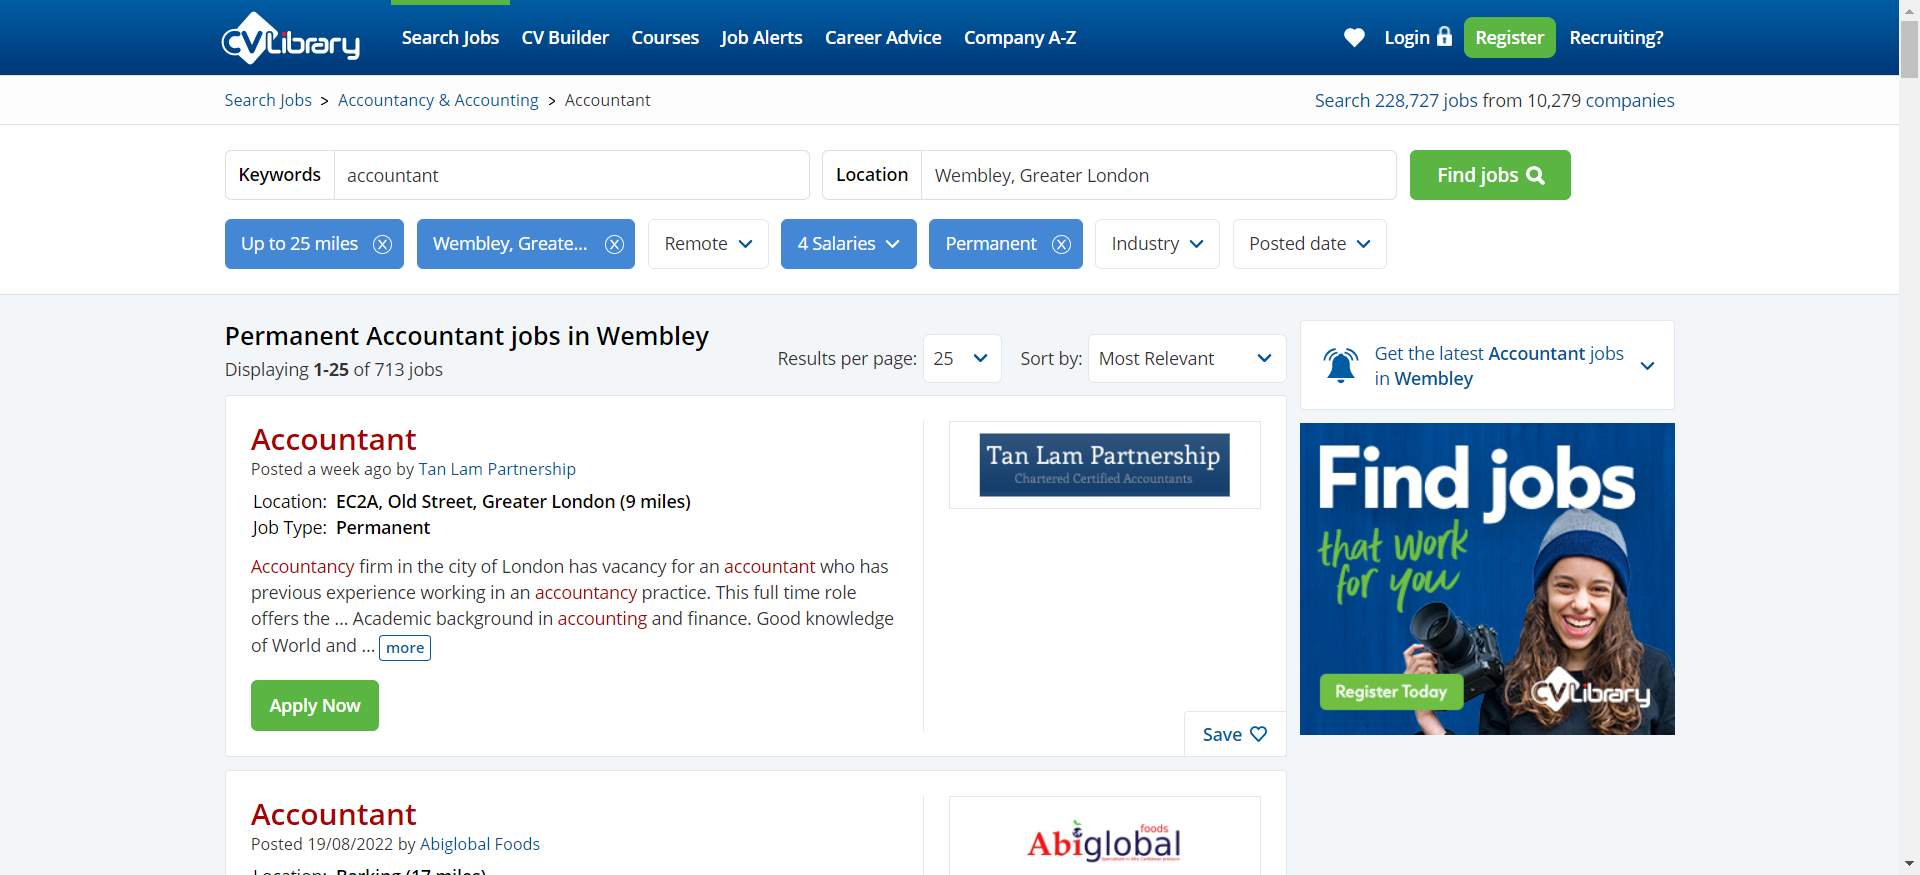 CVLibrary
Search Jobs CV Builder Courses Job Alerts Career Advice Company A-Z
Login Register Recruiting?
Search Jobs > Accountancy & Accounting > Accountant
Search 228,727 jobs from 10,279 companies
Keywords accountant
Location Wembley, Greater London
Find jobs
Up to 25 miles Wembley, Greate... Remote 4 Salaries Permanent Industry Posted date
Permanent Accountant jobs in Wembley
Displaying 1-25 of 713 jobs
Results per page: 25 Sort by: Most Relevant
Get the latest Accountant jobs
in Wembley
Accountant
Posted a week ago by Tan Lam Partnership
Location: EC2A, Old Street, Greater London (9 miles)
Job Type: Permanent
Accountancy firm in the city of London has vacancy for an accountant who has
previous experience working in an accountancy practice. This full time role
offers the ... Academic background in accounting and finance. Good knowledge
of World and ... more
Apply Now
Tan Lam Partnership
Chartered Certified Accountants
Save
Find jobs
that work
for you
Register Today
CVLibrary
Accountant
Posted 19/08/2022 by Abiglobal Foods
Location: Barking (17 miles)
foods
Abiglobal